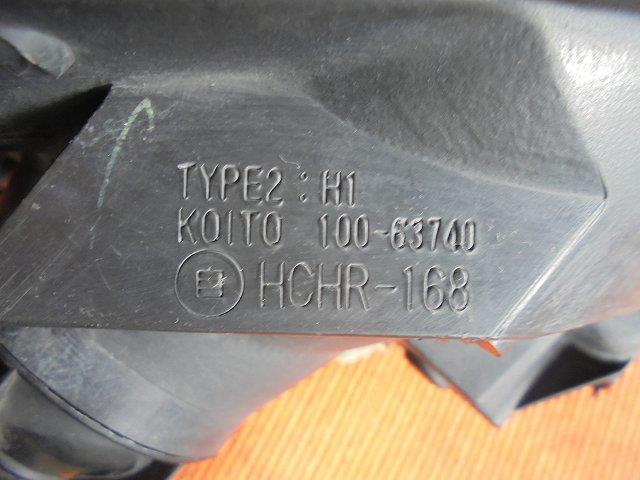 TYPE2 : H1
KOITO 100-63740
HCHR-168